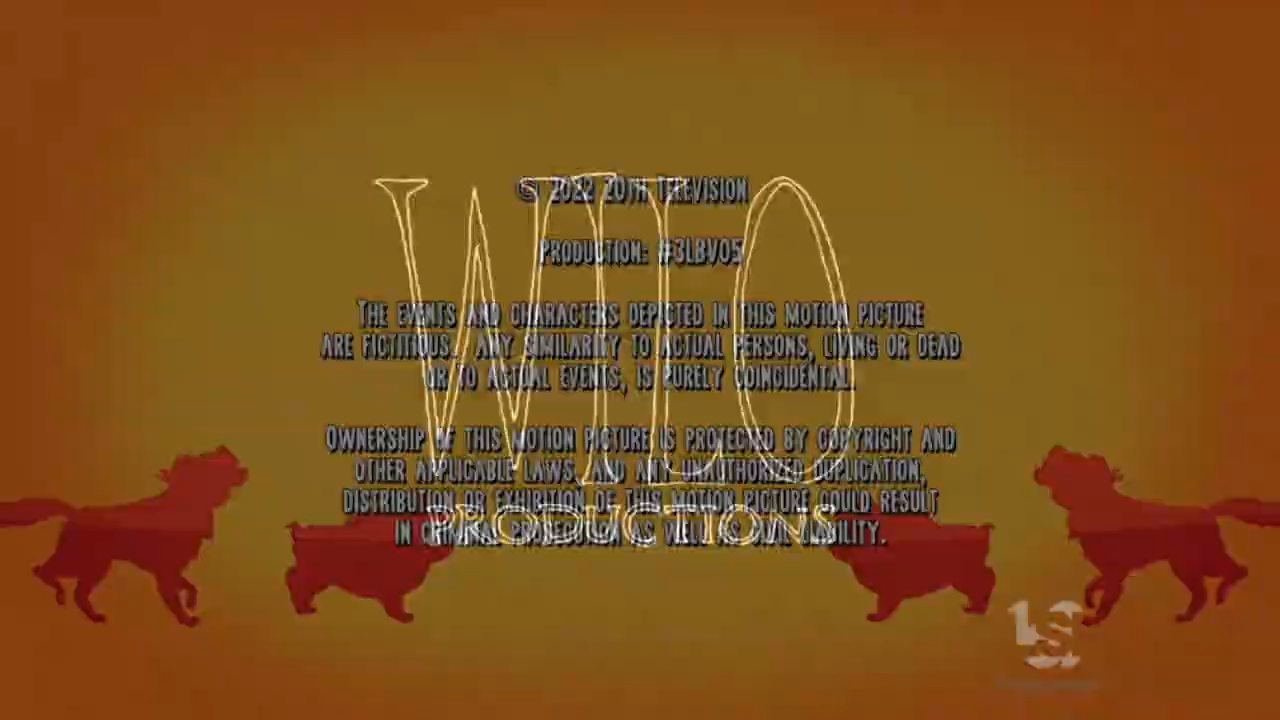 © 2022 20TH TELEVISION
PRODUCTION: #3LBV05
THE EVENTS AND CHARACTERS DEPICTED IN THIS MOTION PICTURE
ARE FICTITIOUS. ANY SIMILARITY TO ACTUAL PERSONS, LIVING OR DEAD
OR TO ACTUAL EVENTS, IS PURELY COINCIDENTAL.
OWNERSHIP OF THIS MOTION PICTURE IS PROTECTED BY COPYRIGHT AND
OTHER APPLICABLE LAWS, AND ANY UNAUTHORIZED DUPLICATION,
DISTRIBUTION OR EXHIBITION OF THIS MOTION PICTURE COULD RESULT
IN CRIMINAL PROSECUTION AS WELL AS CIVIL LIABILITY.
WILO
PRODUCTIONS